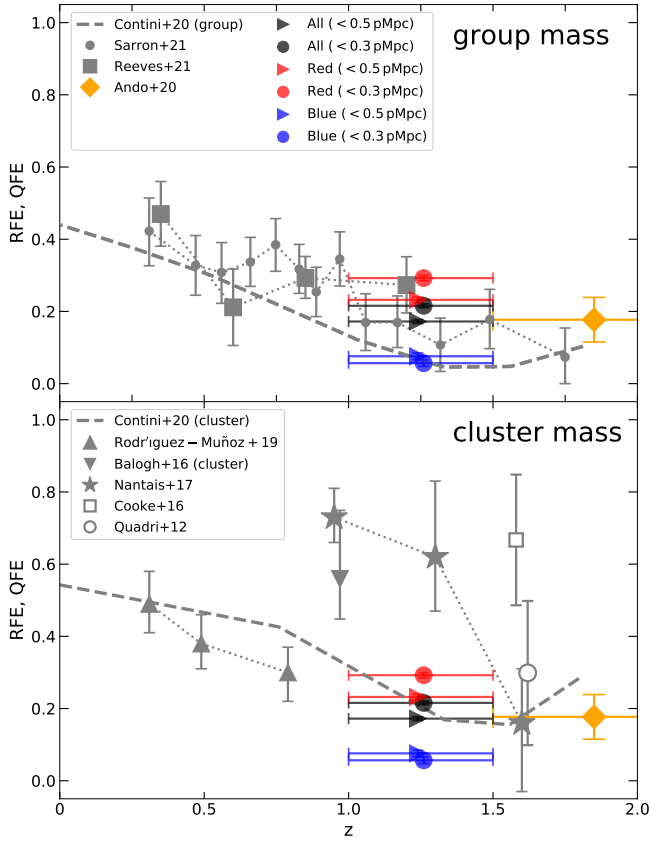 Contini+20 (group)
Sarron+21
Reeves+21
Ando+20
All (<0.5 pMpc)
All (<0.3 pMpc)
Red (<0.5 pMpc)
Red (<0.3 pMpc)
Blue (<0.5 pMpc)
Blue (<0.3 pMpc)
group mass
1.0
0.8
0.6
0.4
0.2
0.0
RFE, QFE
Contini+20 (cluster)
Rodŕıguez−Muñoz+19
Balogh+16 (cluster)
Nantais+17
Cooke+16
Quadri+12
cluster mass
1.0
0.8
0.6
0.4
0.2
0.0
RFE, QFE
0 0.5 1.0 1.5 2.0
z